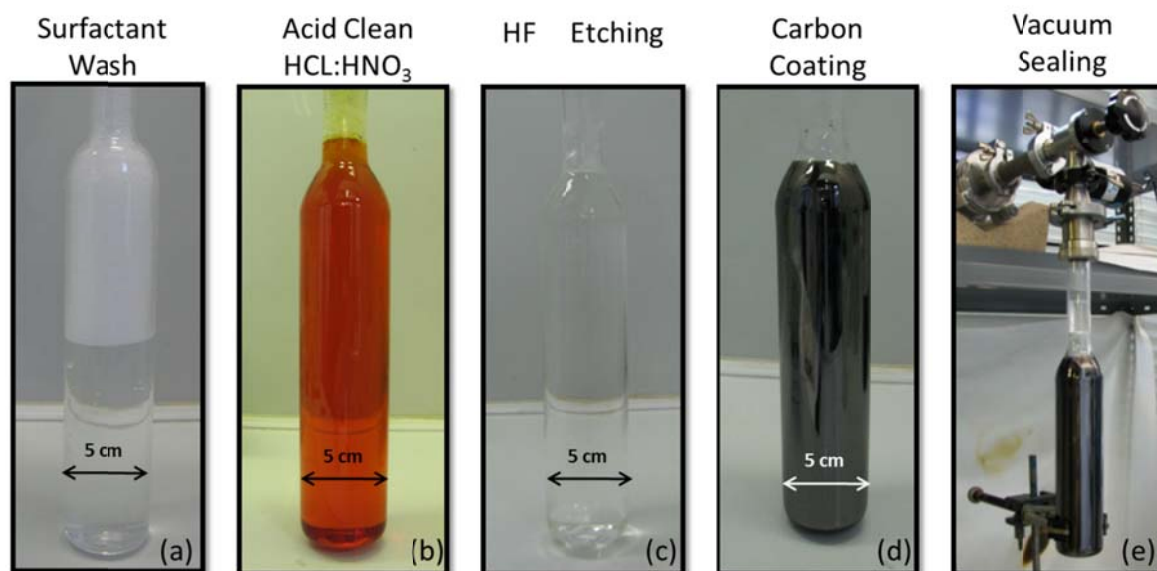 Surfactant
Wash
Acid Clean
HCL:HNO₃
HF Etching
Carbon
Coating
Vacuum
Sealing
5 cm
(a)
5 cm
(b)
5 cm
(c)
5 cm
(d)
(e)